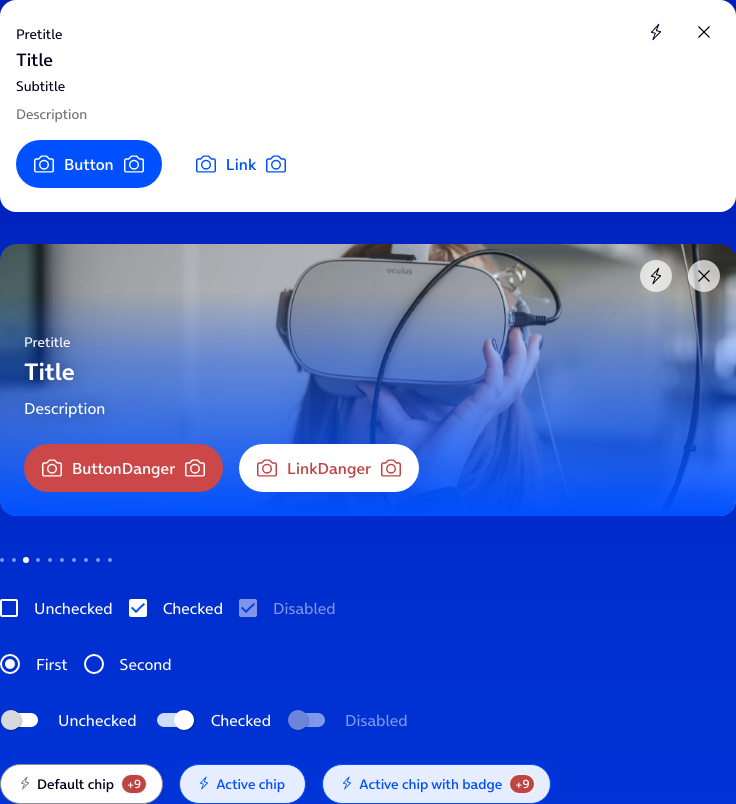 Pretitle
Title
Subtitle
Description
Button
Link
oculus
Pretitle
Title
Description
ButtonDanger
LinkDanger
Unchecked
Checked
Disabled
First
Second
Unchecked
Checked
Disabled
Default chip +9
Active chip
Active chip with badge +9